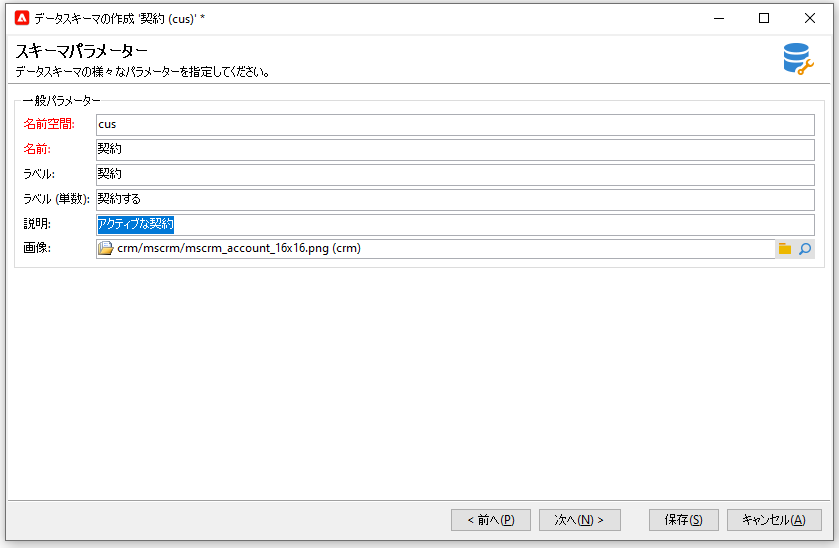 データスキーマの作成 '契約 (cus)' *
スキーマパラメーター
データスキーマの様々なパラメーターを指定してください。
一般パラメーター
名前空間: cus
名前: 契約
ラベル: 契約
ラベル (単数): 契約する
説明: アクティブな契約
画像: crm/mscrm/mscrm_account_16x16.png (crm)
< 前へ(P) 次へ(N) > 保存(S) キャンセル(A)